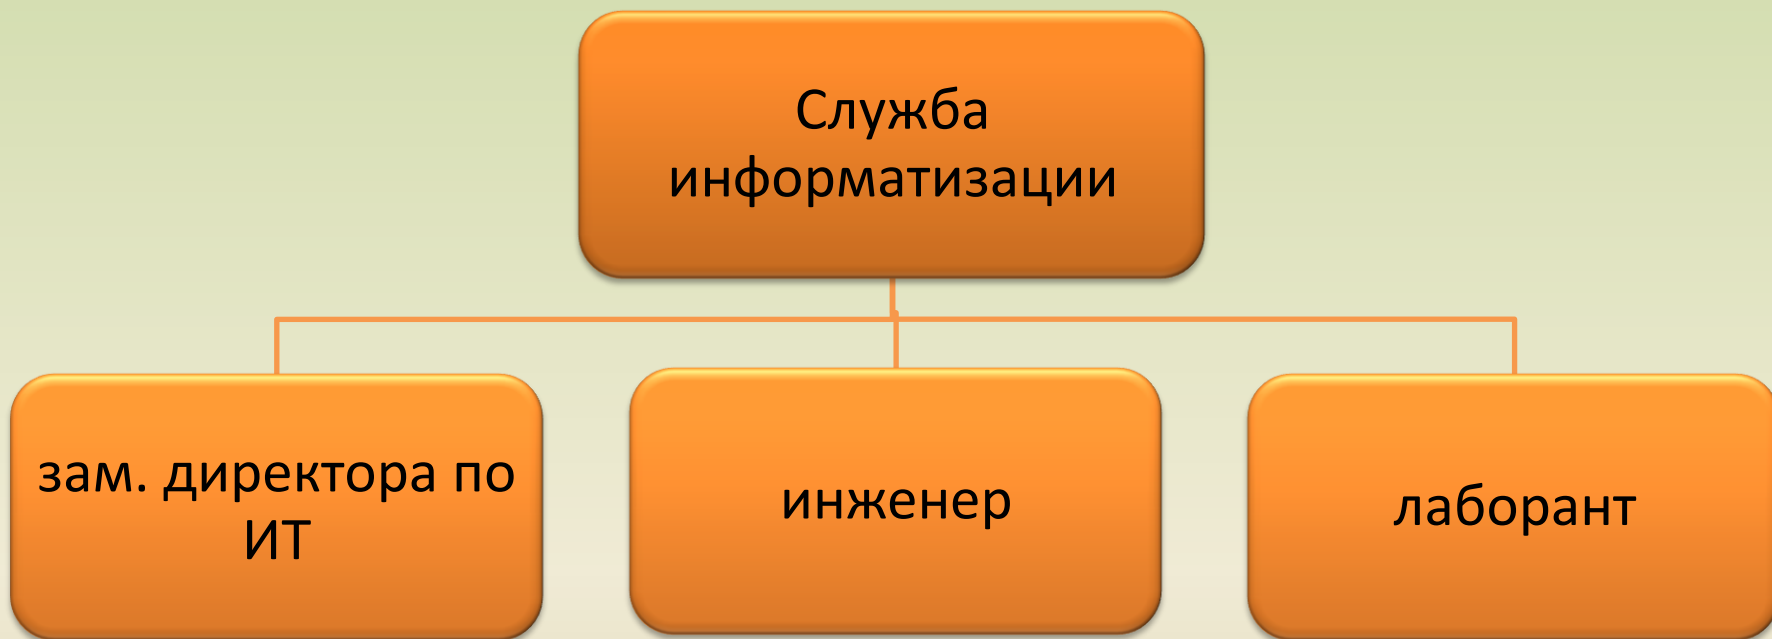 Служба
информатизации
зам. директора по
ИТ
инженер
лаборант